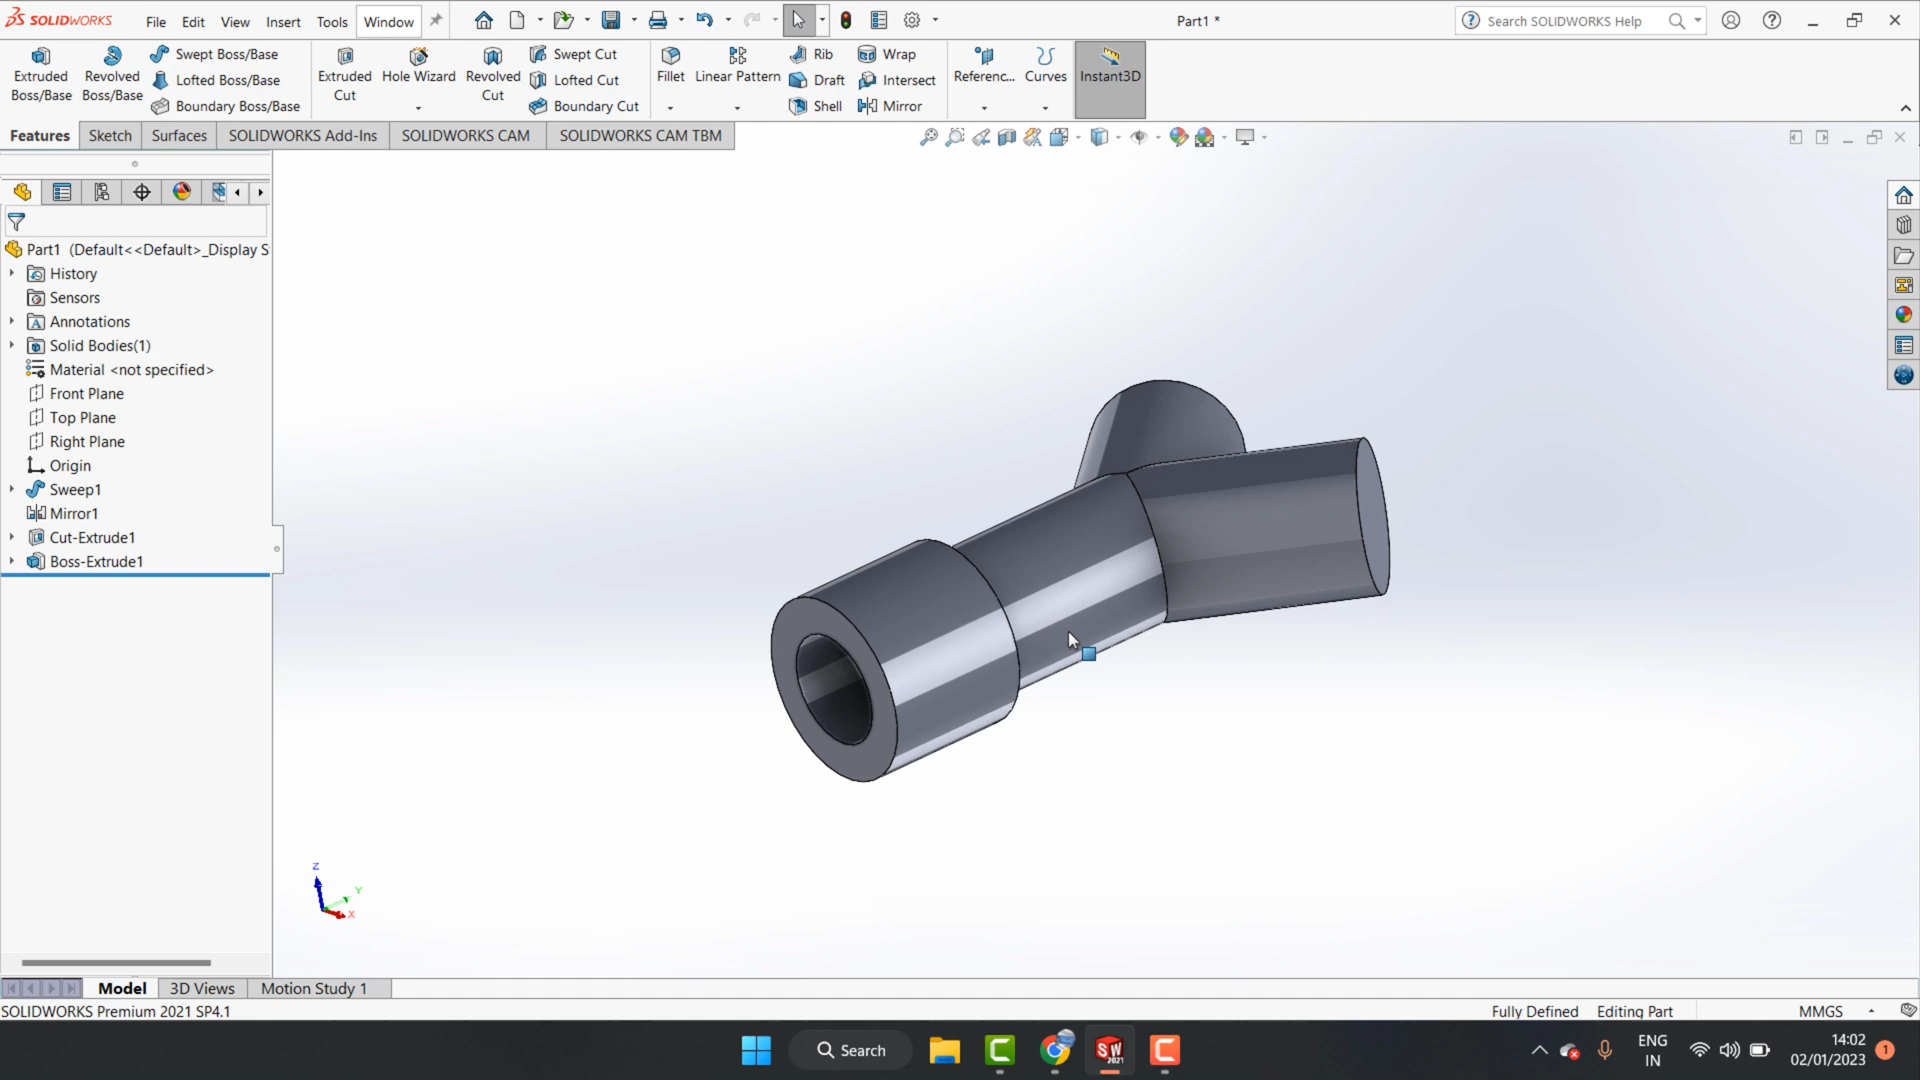 SOLIDWORKS File Edit View Insert Tools Window Part1 * Search SOLIDWORKS Help
Extruded Boss/Base
Revolved Boss/Base
Swept Boss/Base
Lofted Boss/Base
Boundary Boss/Base
Extruded Cut
Hole Wizard
Revolved Cut
Swept Cut
Lofted Cut
Boundary Cut
Fillet
Linear Pattern
Rib
Draft
Shell
Wrap
Intersect
Mirror
Referenc...
Curves
Instant3D
Features Sketch Surfaces SOLIDWORKS Add-Ins SOLIDWORKS CAM SOLIDWORKS CAM TBM
Part1 (Default<<Default>_Display S
History
Sensors
Annotations
Solid Bodies(1)
Material <not specified>
Front Plane
Top Plane
Right Plane
Origin
Sweep1
Mirror1
Cut-Extrude1
Boss-Extrude1
Z
Y
X
Model 3D Views Motion Study 1
SOLIDWORKS Premium 2021 SP4.1 Fully Defined Editing Part MMGS
Search
SW
2021
ENG
IN
14:02
02/01/2023
1